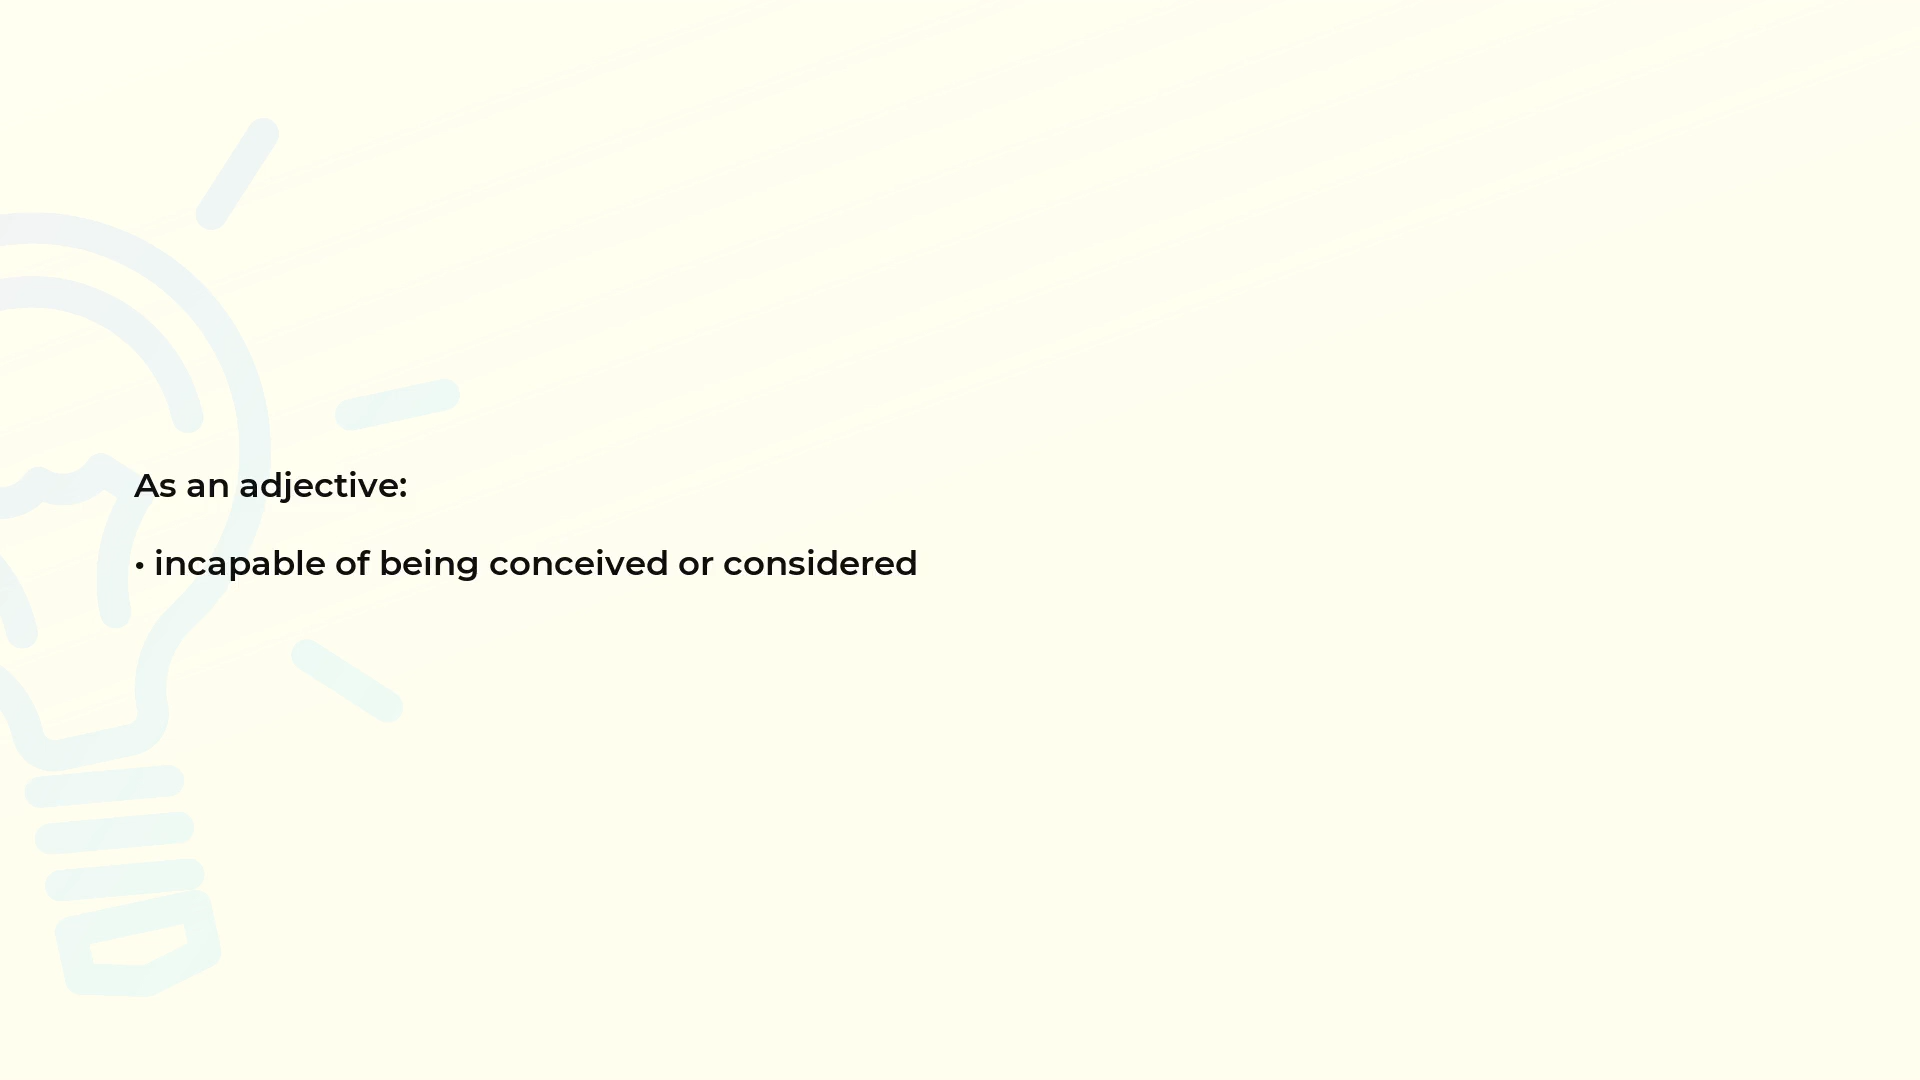 As an adjective:
• incapable of being conceived or considered